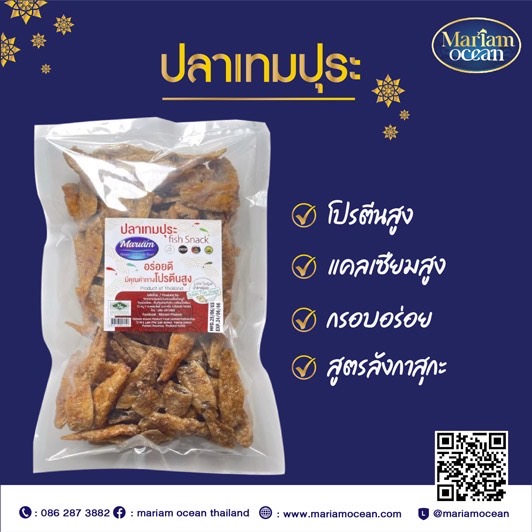 Mariam
ocean
ปลาเทมปุระ
ปลาเทมปุระ
fish Snack
Mariam
อร่อยดี
มีคุณค่าทางโปรตีนสูง
Product of Thailand
โปรตีนสูง
แคลเซียมสูง
กรอบอร่อย
สูตรลังกาสุกะ
: 086 287 3882
: mariam ocean thailand
: www.mariamocean.com
: @mariamocean